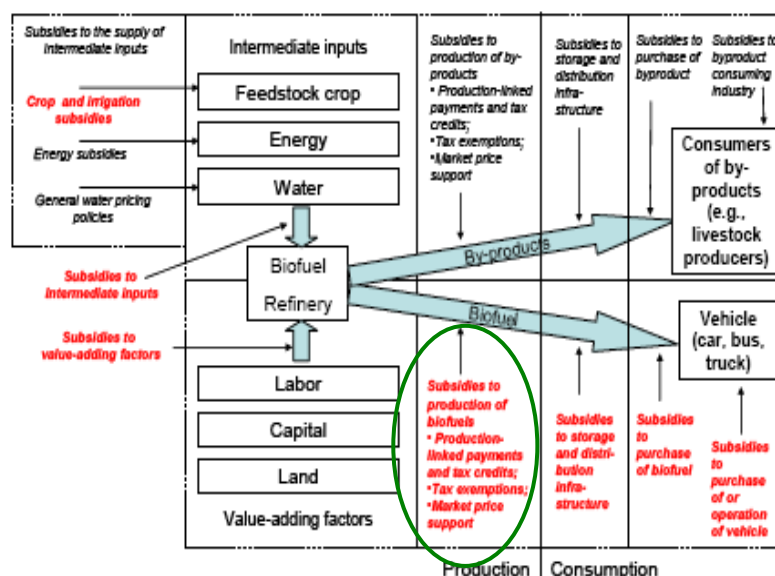 Subsidies to the supply of
Intermediate inputs
Crop and irrigation
subsidies
Energy subsidies
General water pricing
policies
Subsidies to
Intermediate inputs
Subsidies to
value-adding factors
Intermediate inputs
Feedstock crop
Energy
Water
Biofuel
Refinery
Labor
Capital
Land
Value-adding factors
Subsidies to
production of by-
products
• Production-linked
payments and tax
credits;
•Tax exemptions;
•Market price
support
Subsidies to
storage and
distribution
infra-
structure
Subsidies to
purchase of
byproduct
Subsidies to
byproduct
consuming
industry
Consumers
of by-
products
(e.g.,
livestock
producers)
By-products
Biofuel
Vehicle
(car, bus,
truck)
Subsidies to
production of
biofuels
• Production-
linked payments
and tax credits;
•Tax exemptions;
•Market price
support
Subsidies
to storage
and distri-
bution
infra-
structure
Subsidies
to
purchase
of biofuel
Subsidies
to
purchase
of or
operation
of vehicle
Production
Consumption